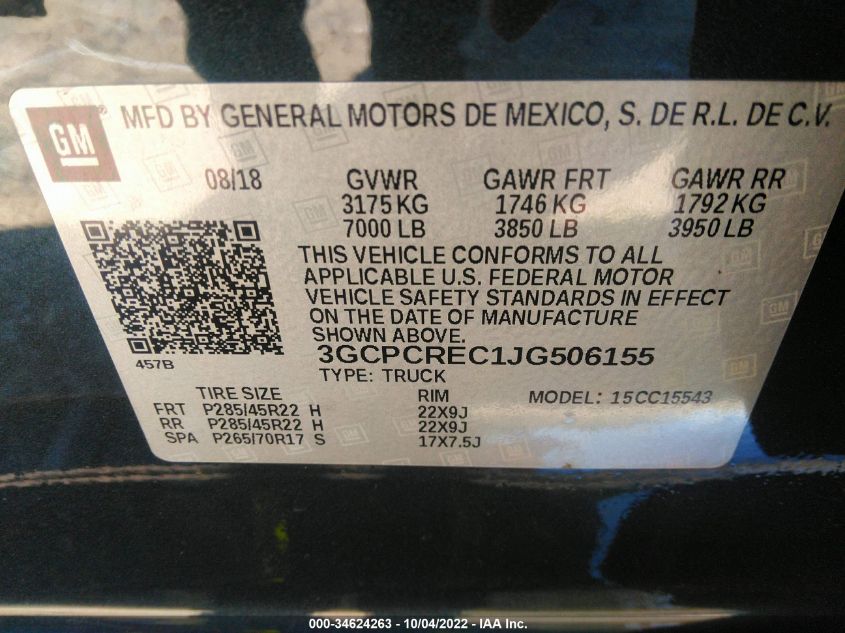 GM
MFD BY GENERAL MOTORS DE MEXICO, S. DE R.L. DE C.V.
08/18 GVWR GAWR FRT GAWR RR
3175 KG 1746 KG 1792 KG
7000 LB 3850 LB 3950 LB
THIS VEHICLE CONFORMS TO ALL
APPLICABLE U.S. FEDERAL MOTOR
VEHICLE SAFETY STANDARDS IN EFFECT
ON THE DATE OF MANUFACTURE
SHOWN ABOVE.
457B
3GCPCREC1JG506155
TYPE: TRUCK
TIRE SIZE RIM MODEL: 15CC15543
FRT P285/45R22 H 22X9J
RR P285/45R22 H 22X9J
SPA P265/70R17 S 17X7.5J
000-34624263 - 10/04/2022 - IAA Inc.